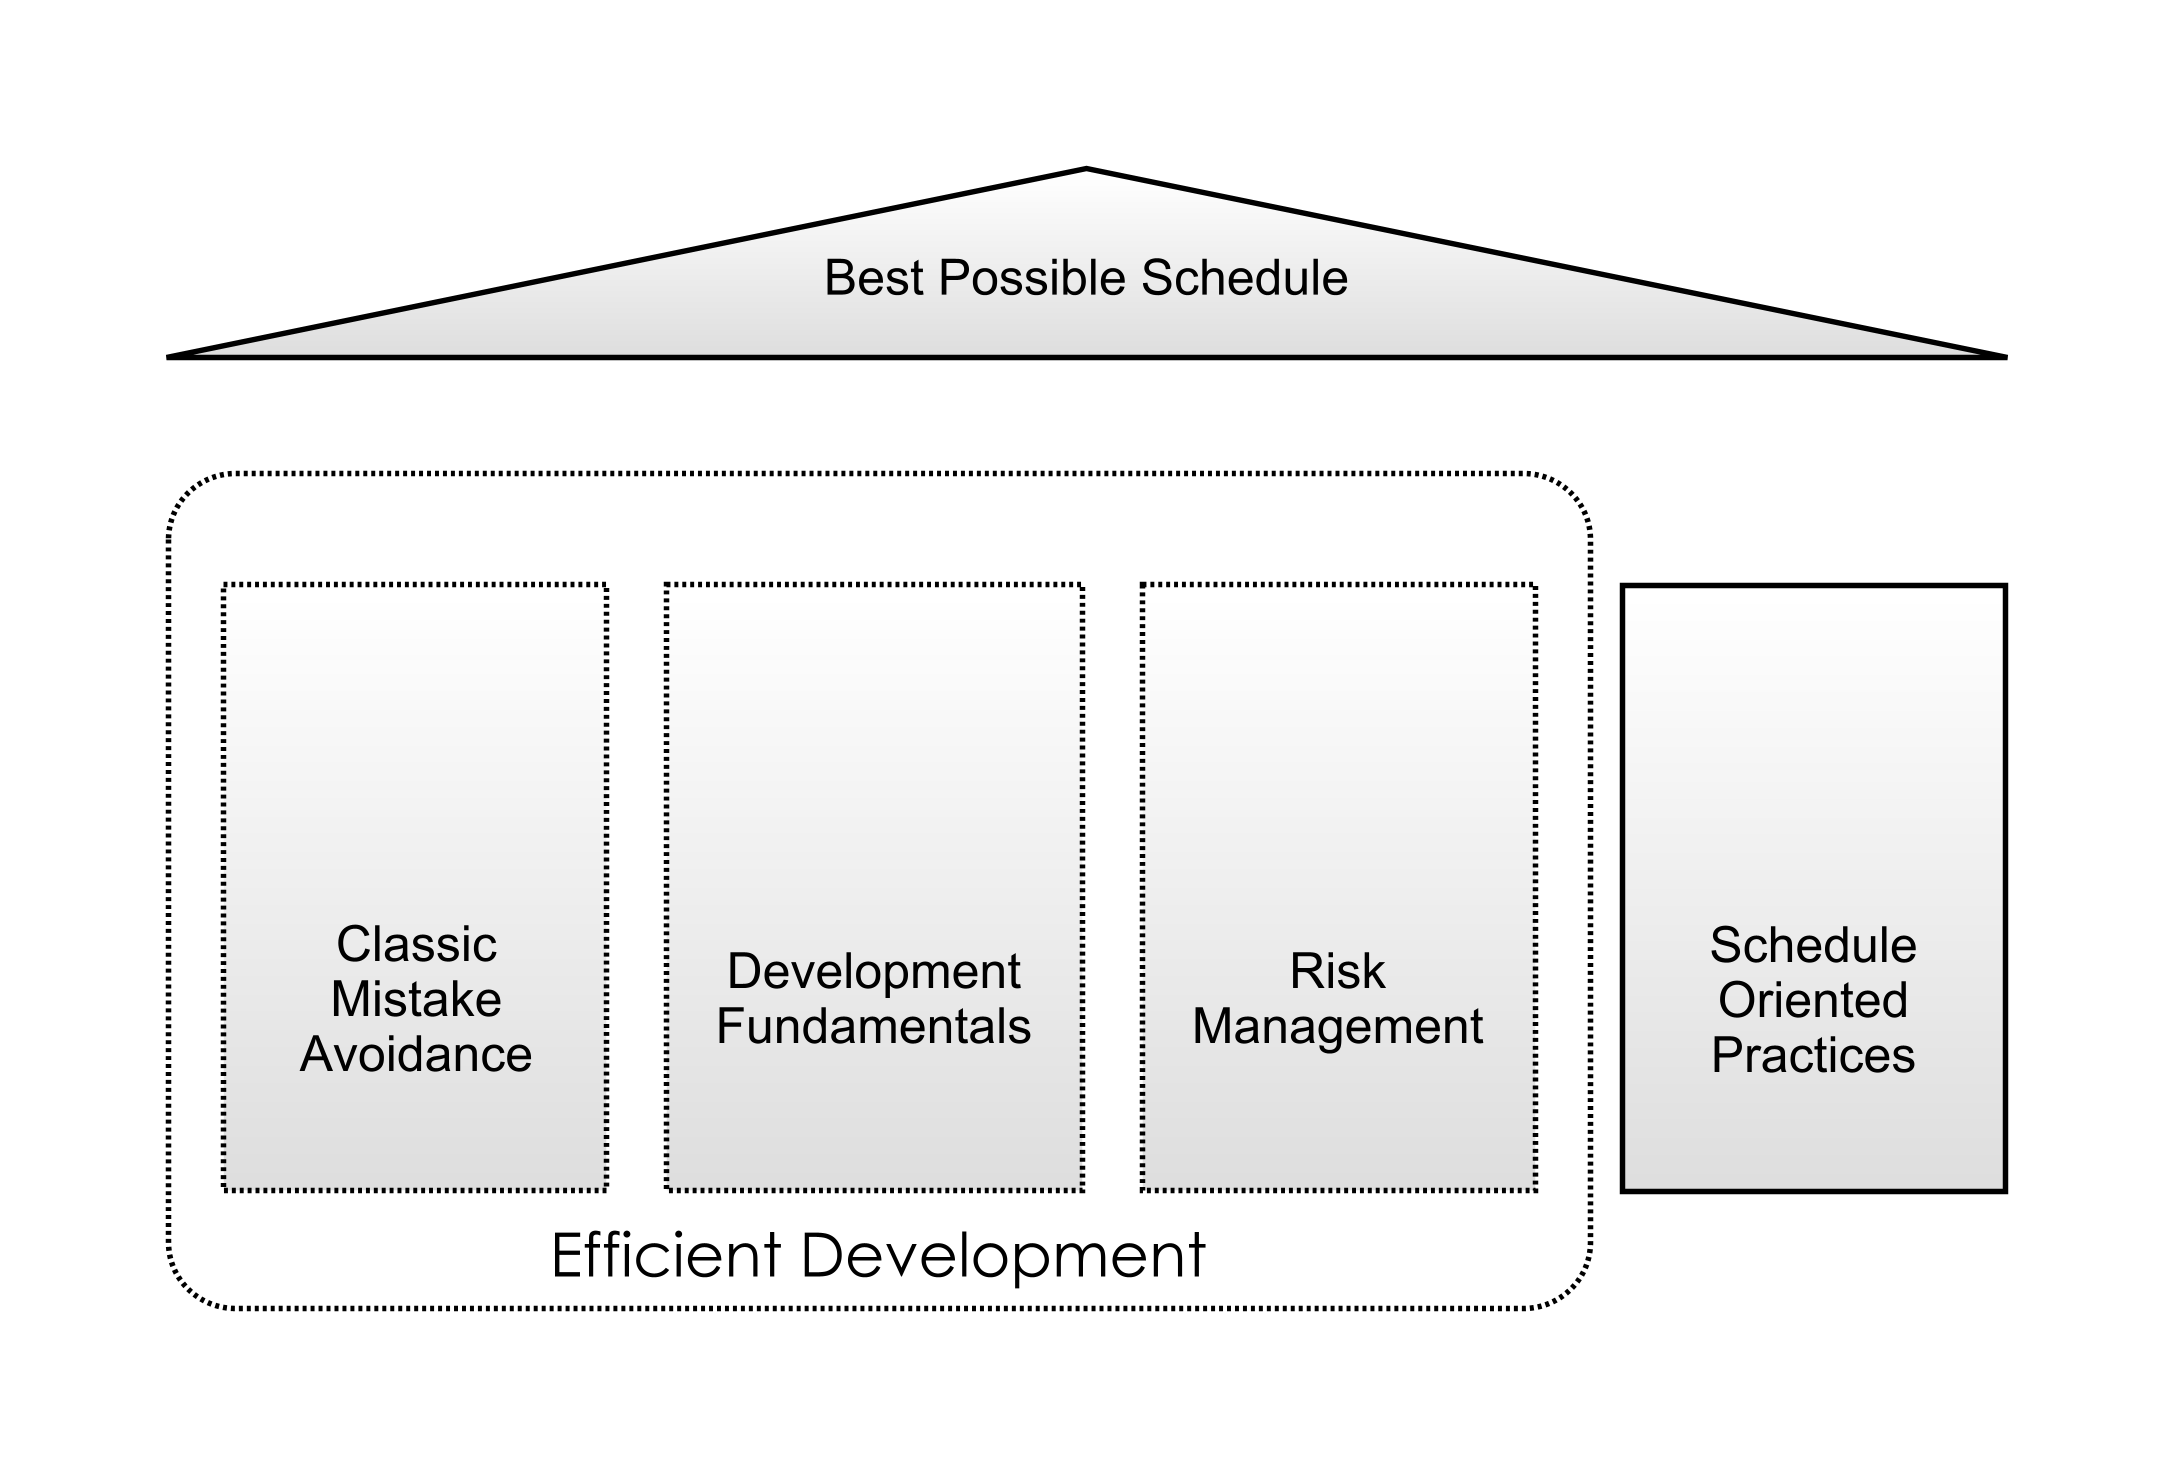 Best Possible Schedule
Classic
Mistake
Avoidance
Development
Fundamentals
Risk
Management
Schedule
Oriented
Practices
Efficient Development